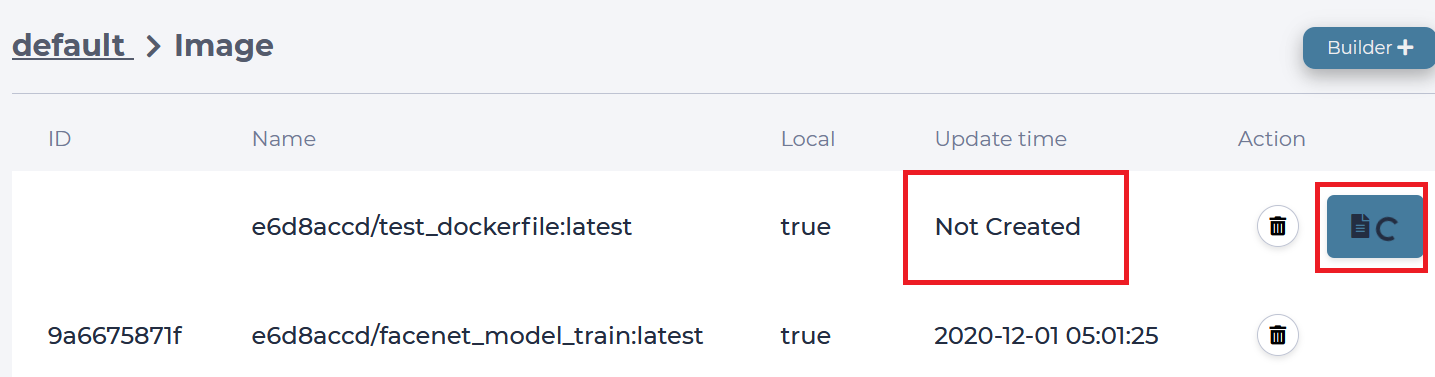 default > Image
Builder +
ID Name Local Update time Action
e6d8accd/test_dockerfile:latest true Not Created
9a6675871f e6d8accd/facenet_model_train:latest true 2020-12-01 05:01:25